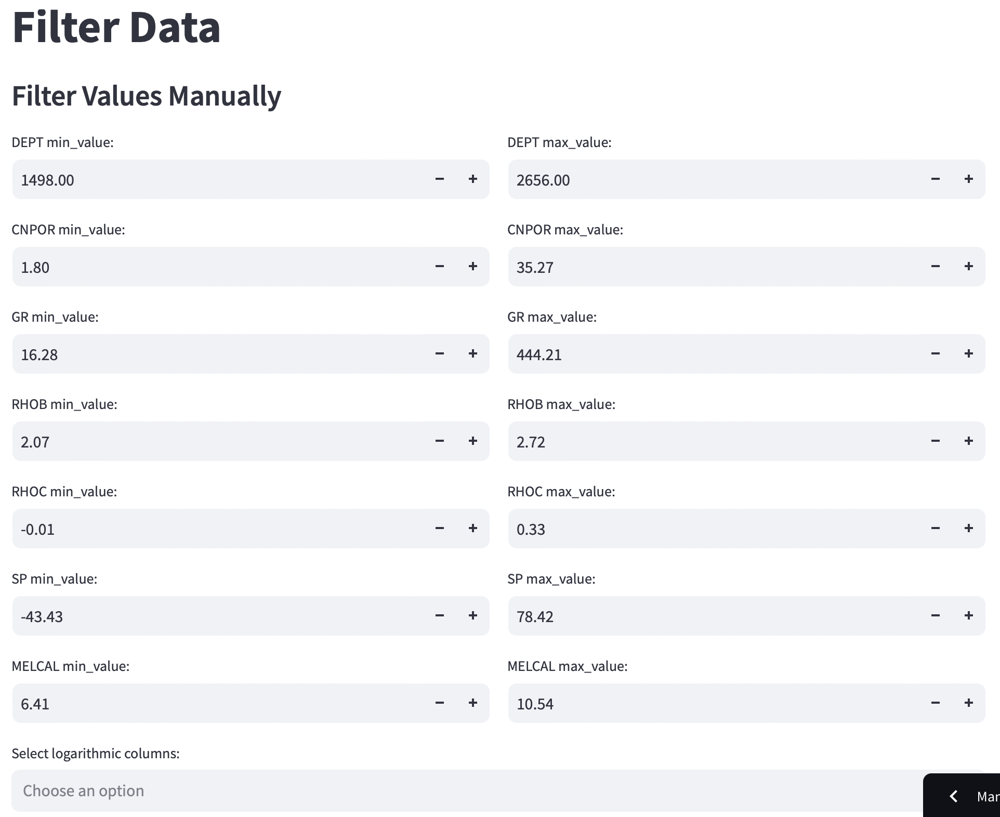 Filter Data
Filter Values Manually
DEPT min_value:
DEPT max_value:
1498.00
2656.00
CNPOR min_value:
CNPOR max_value:
1.80
35.27
GR min_value:
GR max_value:
16.28
444.21
RHOB min_value:
RHOB max_value:
2.07
2.72
RHOC min_value:
RHOC max_value:
-0.01
0.33
SP min_value:
SP max_value:
-43.43
78.42
MELCAL min_value:
MELCAL max_value:
6.41
10.54
Select logarithmic columns:
Choose an option